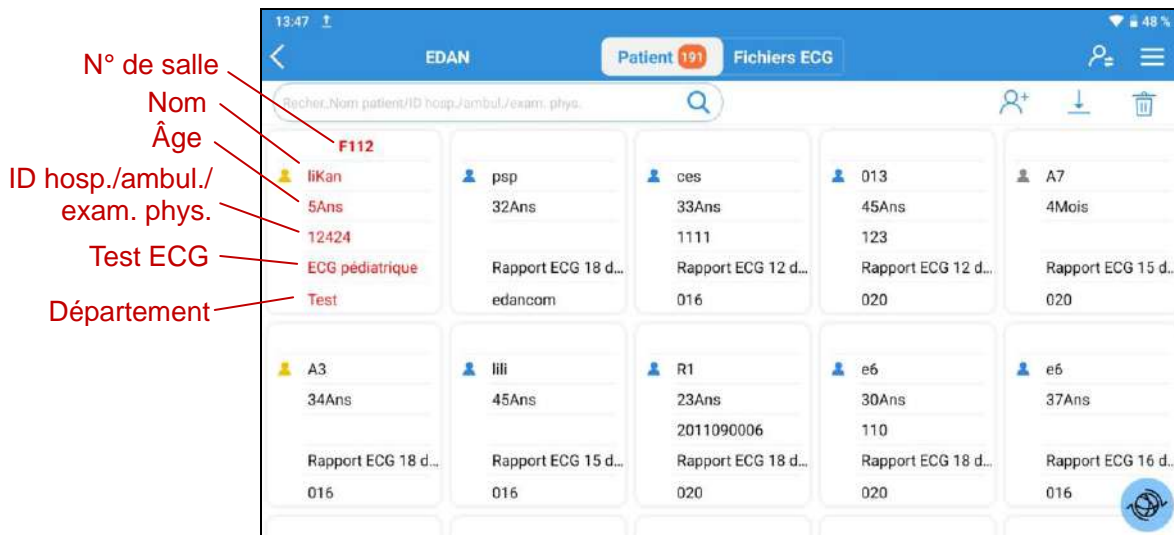 13:47
48 %
EDAN
Patient 191
Fichiers ECG
Recher.,Nom patient/ID hosp./ambul./exam. phys.
N° de salle
Nom
Âge
ID hosp./ambul./
exam. phys.
Test ECG
Département
F112
liKan
5Ans
12424
ECG pédiatrique
Test
psp
32Ans
Rapport ECG 18 d...
edancom
ces
33Ans
1111
Rapport ECG 12 d...
016
013
45Ans
123
Rapport ECG 12 d...
020
A7
4Mois
Rapport ECG 15 d..
020
A3
34Ans
Rapport ECG 18 d...
016
lili
45Ans
Rapport ECG 15 d...
016
R1
23Ans
2011090006
Rapport ECG 18 d...
020
e6
30Ans
110
Rapport ECG 18 d...
020
e6
37Ans
Rapport ECG 16 d..
016